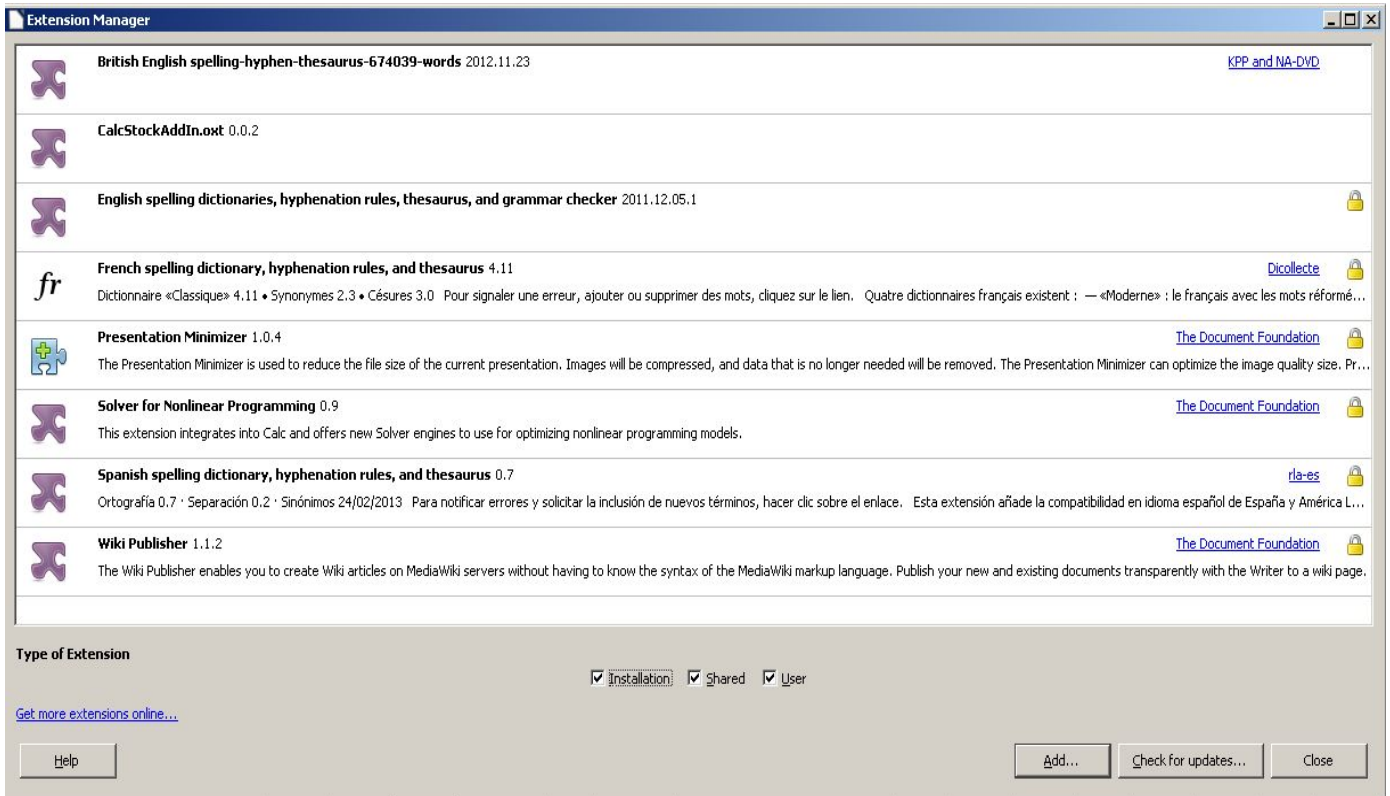 Extension Manager
British English spelling-hyphen-thesaurus-674039-words 2012.11.23 KPP and NA-DVD
CalcStockAddIn.oxt 0.0.2
English spelling dictionaries, hyphenation rules, thesaurus, and grammar checker 2011.12.05.1
fr
French spelling dictionary, hyphenation rules, and thesaurus 4.11 Dicollecte
Dictionnaire «Classique» 4.11 • Synonymes 2.3 • Césures 3.0 Pour signaler une erreur, ajouter ou supprimer des mots, cliquez sur le lien. Quatre dictionnaires français existent : — «Moderne» : le français avec les mots réformé...
Presentation Minimizer 1.0.4 The Document Foundation
The Presentation Minimizer is used to reduce the file size of the current presentation. Images will be compressed, and data that is no longer needed will be removed. The Presentation Minimizer can optimize the image quality size. Pr...
Solver for Nonlinear Programming 0.9 The Document Foundation
This extension integrates into Calc and offers new Solver engines to use for optimizing nonlinear programming models.
Spanish spelling dictionary, hyphenation rules, and thesaurus 0.7 rla-es
Ortografía 0.7 · Separación 0.2 · Sinónimos 24/02/2013 Para notificar errores y solicitar la inclusión de nuevos términos, hacer clic sobre el enlace. Esta extensión añade la compatibilidad en idioma español de España y América L...
Wiki Publisher 1.1.2 The Document Foundation
The Wiki Publisher enables you to create Wiki articles on MediaWiki servers without having to know the syntax of the MediaWiki markup language. Publish your new and existing documents transparently with the Writer to a wiki page.
Type of Extension
Installation Shared User
Get more extensions online...
Help Add... Check for updates... Close